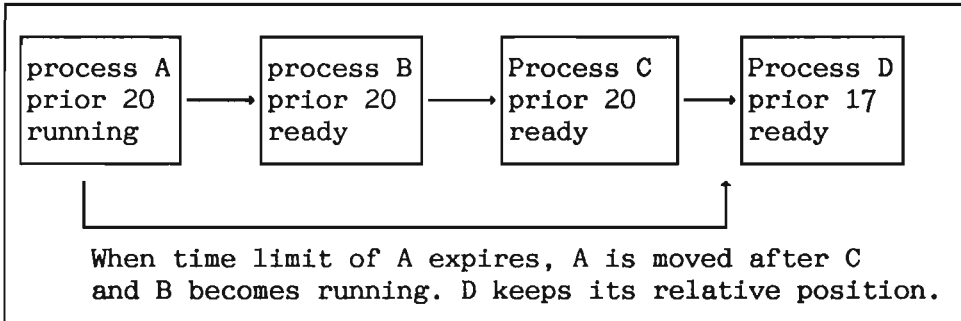 process A
prior 20
running
process B
prior 20
ready
Process C
prior 20
ready
Process D
prior 17
ready
When time limit of A expires, A is moved after C
and B becomes running. D keeps its relative position.